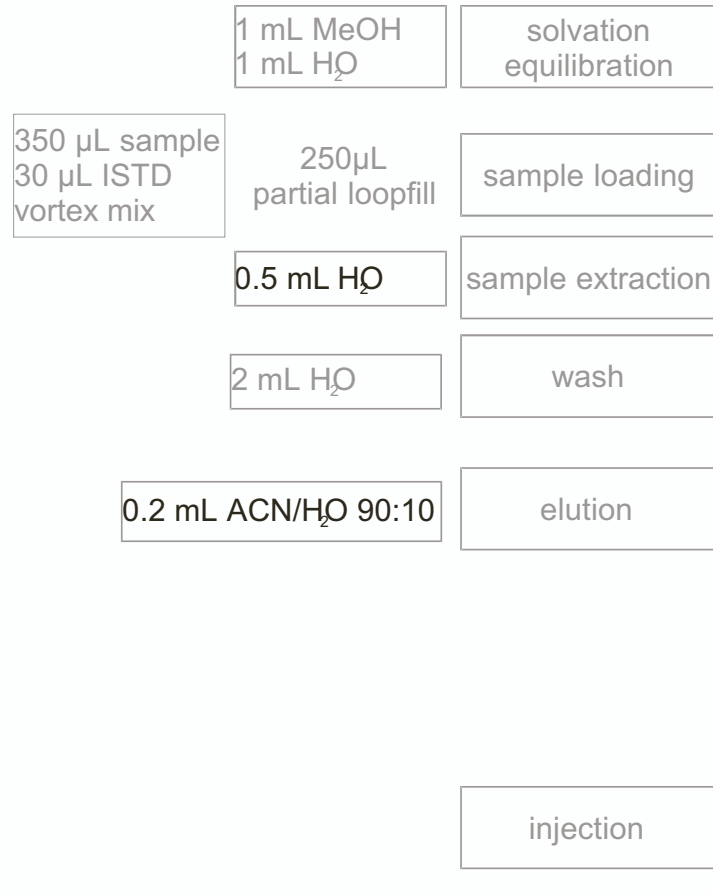 1 mL MeOH
1 mL H₂O
solvation
equilibration
350 µL sample
30 µL ISTD
vortex mix
250µL
partial loopfill
sample loading
0.5 mL H₂O
sample extraction
2 mL H₂O
wash
0.2 mL ACN/H₂O 90:10
elution
injection